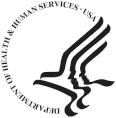 DEPARTMENT OF HEALTH & HUMAN SERVICES · USA